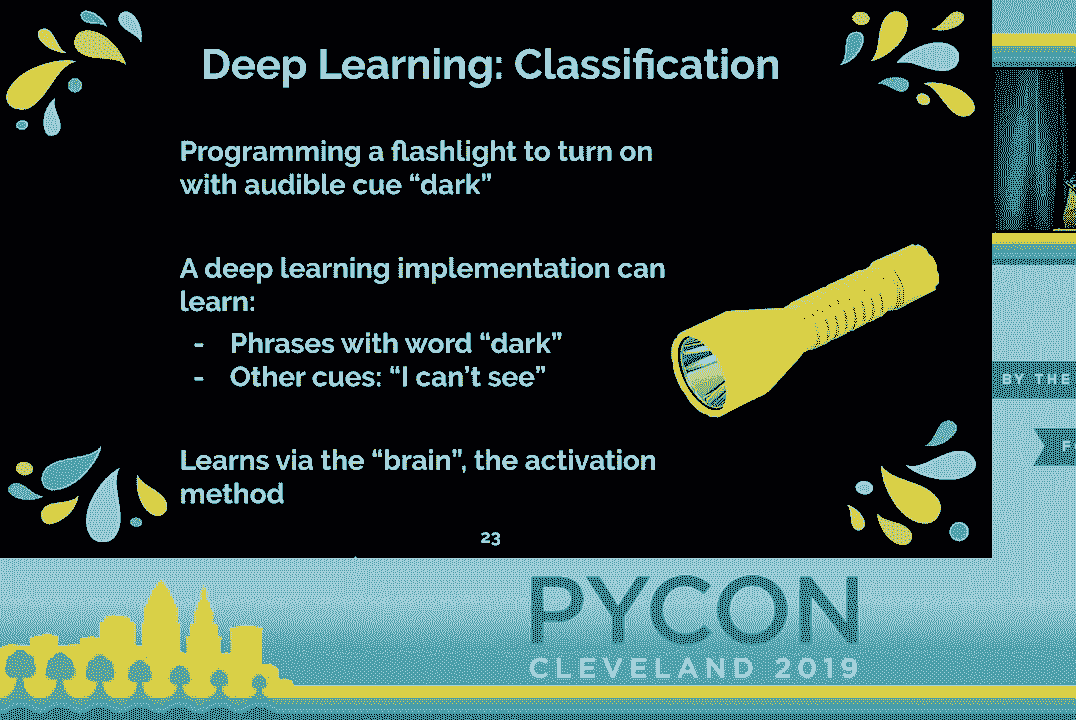 Deep Learning: Classification
Programming a flashlight to turn on
with audible cue “dark”
A deep learning implementation can
learn:
- Phrases with word “dark”
- Other cues: “I can’t see”
Learns via the “brain”, the activation
method
23
BY THE
F
PYCON
CLEVELAND 2019